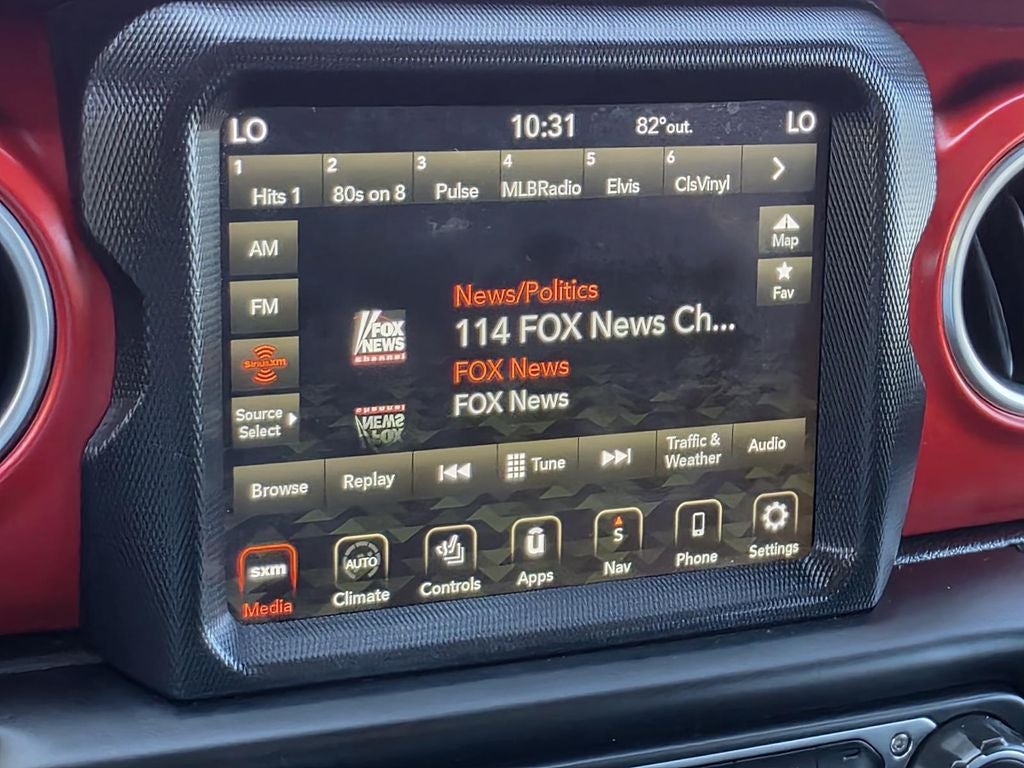 LO 10:31 82°out. LO
1 2 3 4 5 6
Hits 1 80s on 8 Pulse MLBRadio Elvis ClsVinyl
AM
Map
FM
Fav
News/Politics
114 FOX News Ch...
FOX
NEWS
channel
SiriusXM
FOX News
FOX News
Source
Select
Browse Replay Tune Traffic &
Weather Audio
sxm AUTO û S
Media Climate Controls Apps Nav Phone Settings